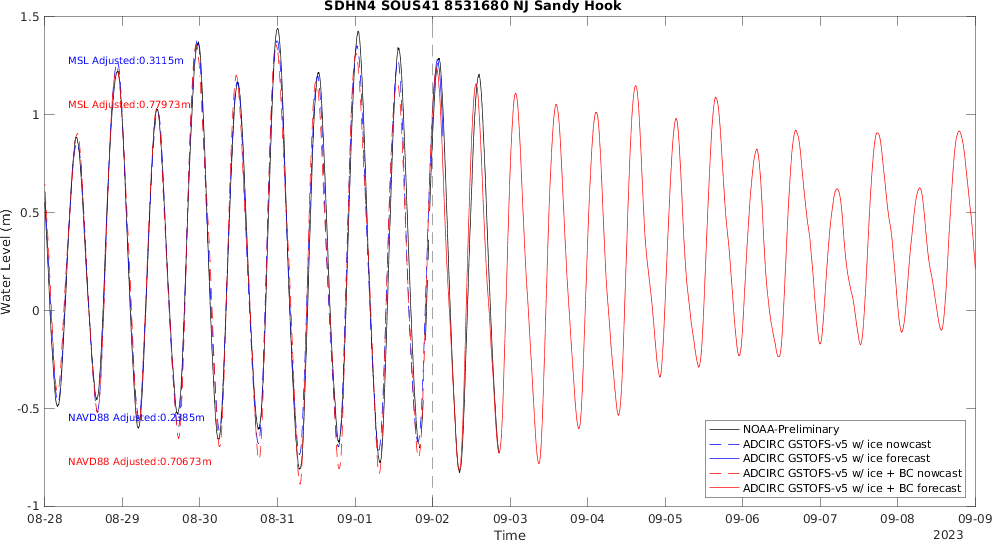 SDHN4 SOUS41 8531680 NJ Sandy Hook
1.5
1
0.5
0
-0.5
-1
Water Level (m)
MSL Adjusted:0.3115m
MSL Adjusted:0.77973m
NAVD88 Adjusted:0.2385m
NAVD88 Adjusted:0.70673m
NOAA-Preliminary
ADCIRC GSTOFS-v5 w/ ice nowcast
ADCIRC GSTOFS-v5 w/ ice forecast
ADCIRC GSTOFS-v5 w/ ice + BC nowcast
ADCIRC GSTOFS-v5 w/ ice + BC forecast
08-28 08-29 08-30 08-31 09-01 09-02 09-03 09-04 09-05 09-06 09-07 09-08 09-09
Time
2023